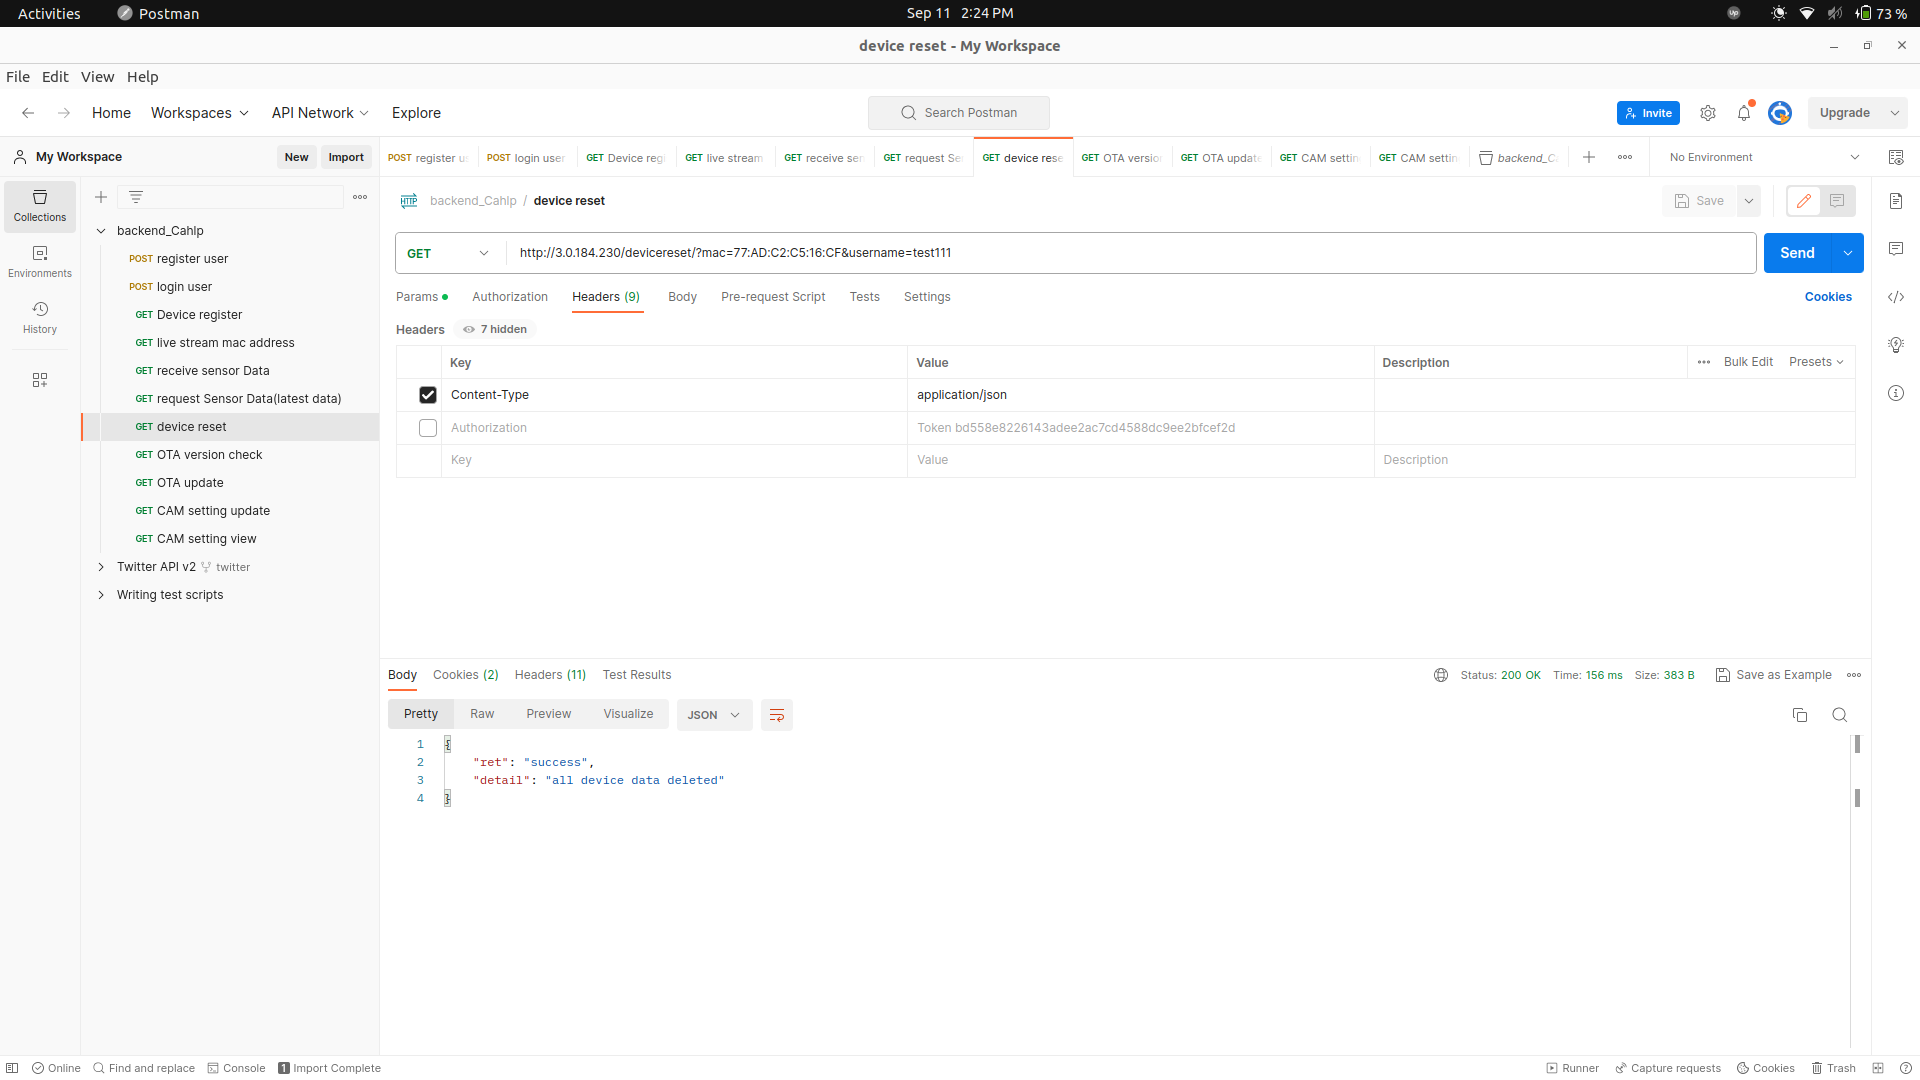 Activities Postman Sep 11 2:24 PM Up 73 %
device reset - My Workspace
File Edit View Help
Home Workspaces API Network Explore Search Postman Invite Upgrade
My Workspace New Import
POST register u POST login user GET Device reg GET live stream GET receive sen GET request Se GET device rese GET OTA versio GET OTA update GET CAM settin GET CAM settin backend_C No Environment
Collections
Environments
History
backend_Cahlp
POST register user
POST login user
GET Device register
GET live stream mac address
GET receive sensor Data
GET request Sensor Data(latest data)
GET device reset
GET OTA version check
GET OTA update
GET CAM setting update
GET CAM setting view
Twitter API v2 twitter
Writing test scripts
HTTP backend_Cahlp / device reset Save
GET http://3.0.184.230/devicereset/?mac=77:AD:C2:C5:16:CF&username=test111 Send
Params Authorization Headers (9) Body Pre-request Script Tests Settings Cookies
Headers 7 hidden
Key Value Description Bulk Edit Presets
Content-Type application/json
Authorization Token bd558e8226143adee2ac7cd4588dc9ee2bfcef2d
Key Value Description
Body Cookies (2) Headers (11) Test Results Status: 200 OK Time: 156 ms Size: 383 B Save as Example
Pretty Raw Preview Visualize JSON
1 {
2 "ret": "success",
3 "detail": "all device data deleted"
4 }
Online Find and replace Console 1 Import Complete Runner Capture requests Cookies Trash